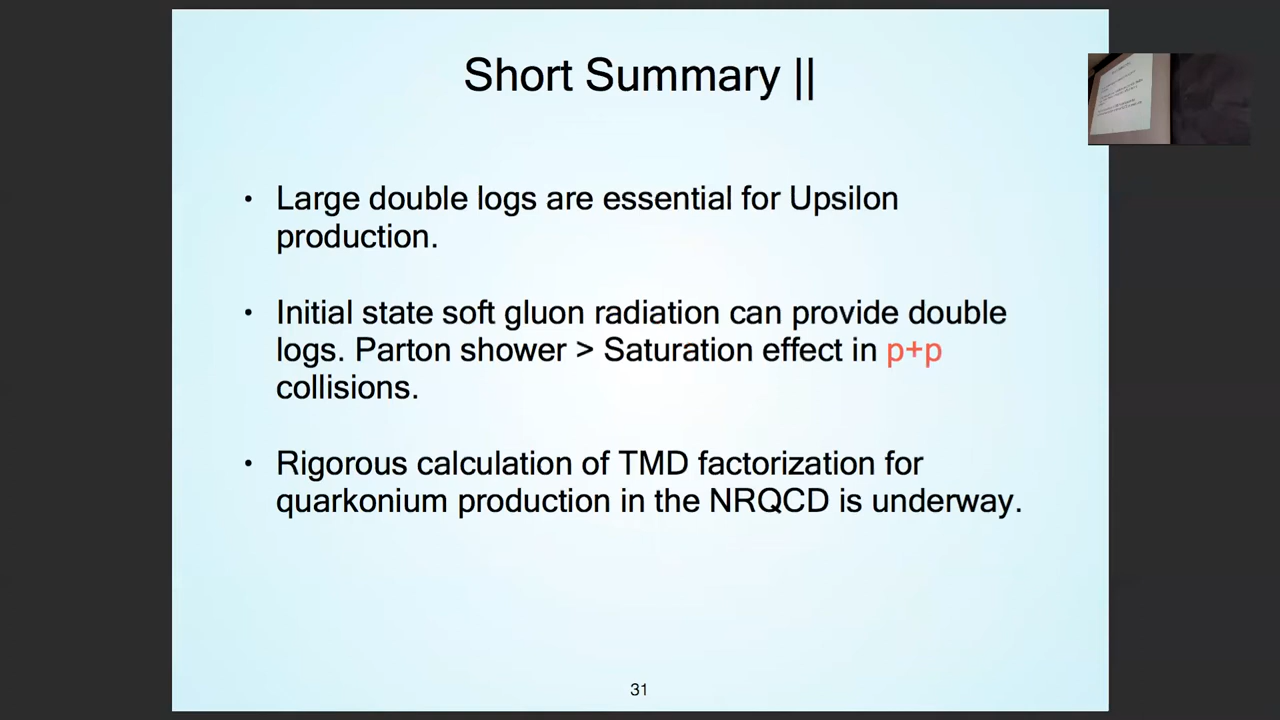 Short Summary ||
• Large double logs are essential for Upsilon
production.
• Initial state soft gluon radiation can provide double
logs. Parton shower > Saturation effect in p+p
collisions.
• Rigorous calculation of TMD factorization for
quarkonium production in the NRQCD is underway.
31